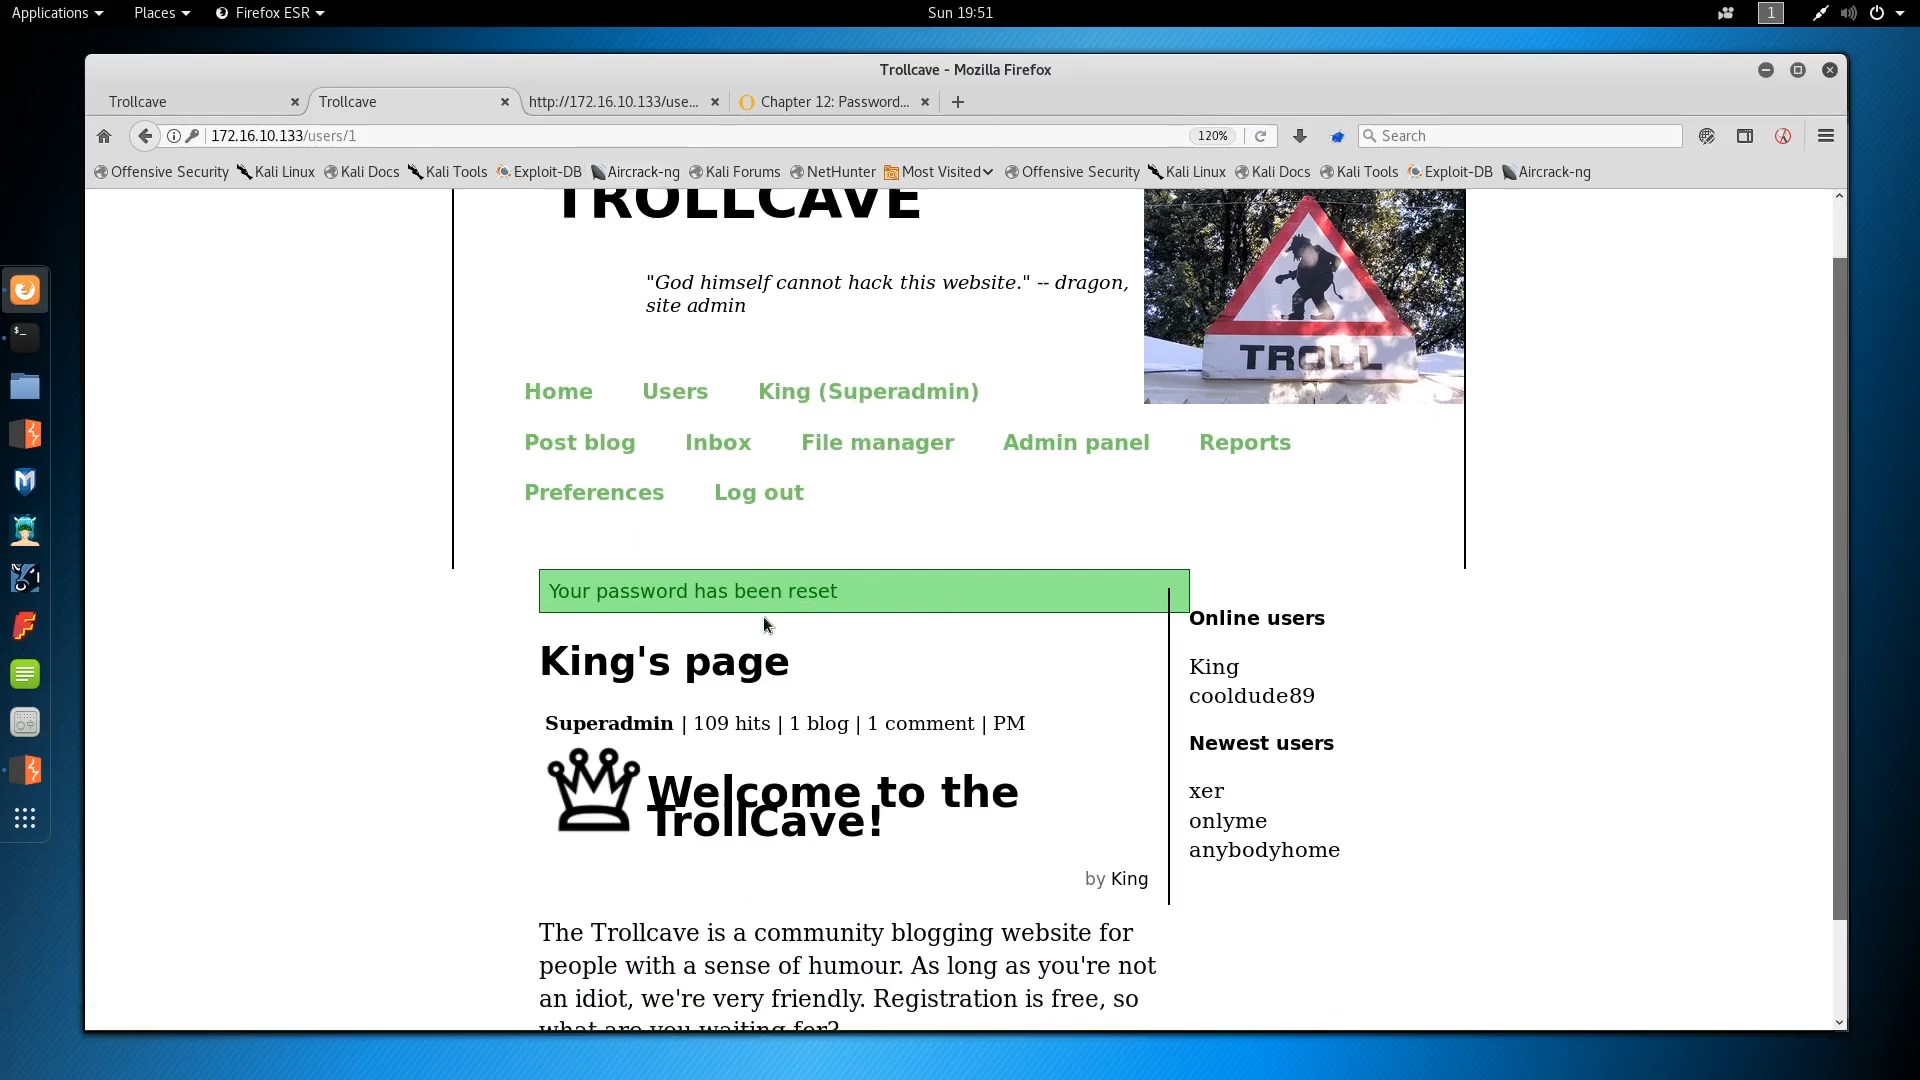 Applications Places Firefox ESR Sun 19:51 1
Trollcave - Mozilla Firefox
Trollcave Trollcave http://172.16.10.133/use... Chapter 12: Password...
172.16.10.133/users/1 120% Search
Offensive Security Kali Linux Kali Docs Kali Tools Exploit-DB Aircrack-ng Kali Forums NetHunter Most Visited Offensive Security Kali Linux Kali Docs Kali Tools Exploit-DB Aircrack-ng
TROLLCAVE
"God himself cannot hack this website." -- dragon,
site admin
TROLL
Home Users King (Superadmin)
Post blog Inbox File manager Admin panel Reports
Preferences Log out
Your password has been reset
King's page
Superadmin | 109 hits | 1 blog | 1 comment | PM
Welcome to the
TrollCave!
by King
The Trollcave is a community blogging website for
people with a sense of humour. As long as you're not
an idiot, we're very friendly. Registration is free, so
what are you waiting for?
Online users
King
cooldude89
Newest users
xer
onlyme
anybodyhome